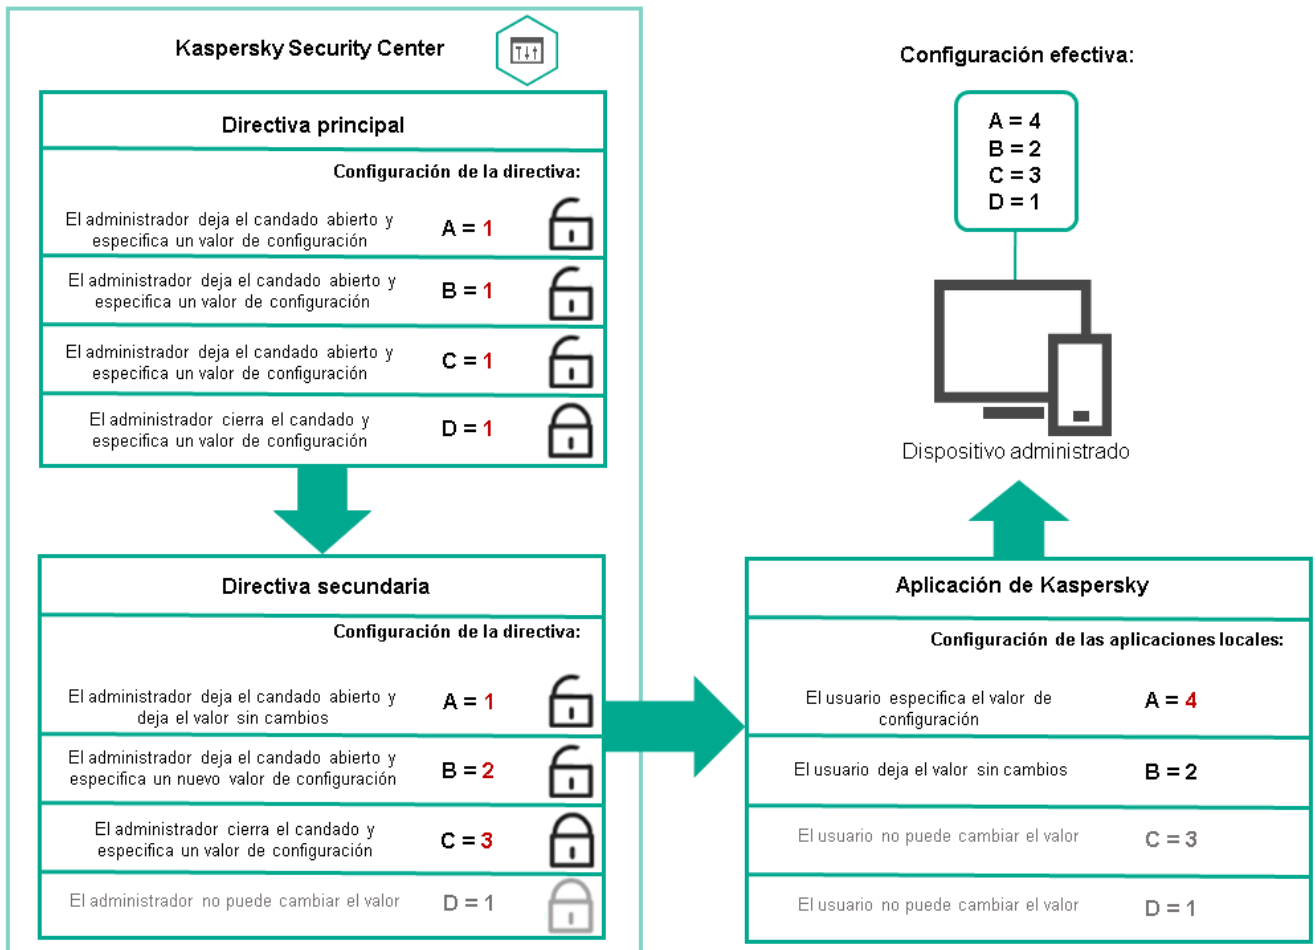 Kaspersky Security Center
Directiva principal
Configuración de la directiva:
El administrador deja el candado abierto y
especifica un valor de configuración
A = 1
El administrador deja el candado abierto y
especifica un valor de configuración
B = 1
El administrador deja el candado abierto y
especifica un valor de configuración
C = 1
El administrador cierra el candado y
especifica un valor de configuración
D = 1
Directiva secundaria
Configuración de la directiva:
El administrador deja el candado abierto y
deja el valor sin cambios
A = 1
El administrador deja el candado abierto y
especifica un nuevo valor de configuración
B = 2
El administrador cierra el candado y
especifica un valor de configuración
C = 3
El administrador no puede cambiar el valor
D = 1
Configuración efectiva:
A = 4
B = 2
C = 3
D = 1
Dispositivo administrado
Aplicación de Kaspersky
Configuración de las aplicaciones locales:
El usuario especifica el valor de
configuración
A = 4
El usuario deja el valor sin cambios
B = 2
El usuario no puede cambiar el valor
C = 3
El usuario no puede cambiar el valor
D = 1